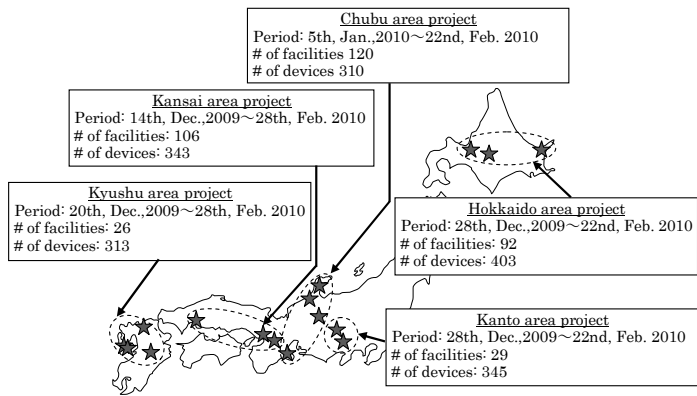 Chubu area project
Period: 5th, Jan.,2010～22nd, Feb. 2010
# of facilities 120
# of devices 310
Kansai area project
Period: 14th, Dec.,2009～28th, Feb. 2010
# of facilities: 106
# of devices: 343
Kyushu area project
Period: 20th, Dec.,2009～28th, Feb. 2010
# of facilities: 26
# of devices: 313
Hokkaido area project
Period: 28th, Dec.,2009～22nd, Feb. 2010
# of facilities: 92
# of devices: 403
Kanto area project
Period: 28th, Dec.,2009～22nd, Feb. 2010
# of facilities: 29
# of devices: 345